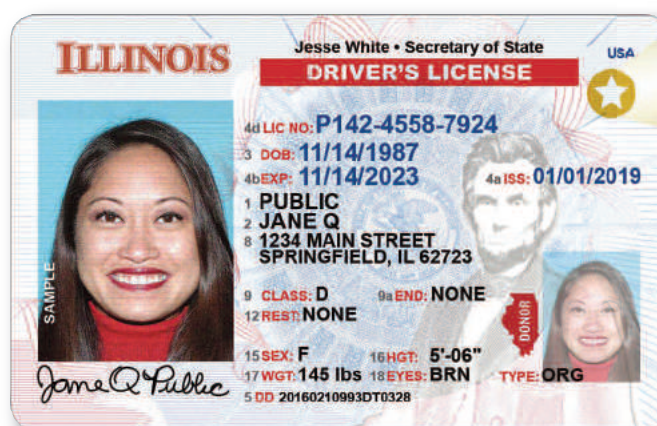 ILLINOIS
Jesse White • Secretary of State
USA
DRIVER'S LICENSE
4d LIC NO: P142-4558-7924
3 DOB: 11/14/1987
4b EXP: 11/14/2023 4a ISS: 01/01/2019
1 PUBLIC
2 JANE Q
8 1234 MAIN STREET
SPRINGFIELD, IL 62723
9 CLASS: D 9a END: NONE
12 REST: NONE
DONOR
15 SEX: F 16 HGT: 5'-06"
17 WGT: 145 lbs 18 EYES: BRN TYPE: ORG
5 DD 20160210993DT0328
SAMPLE
Jane Q Public